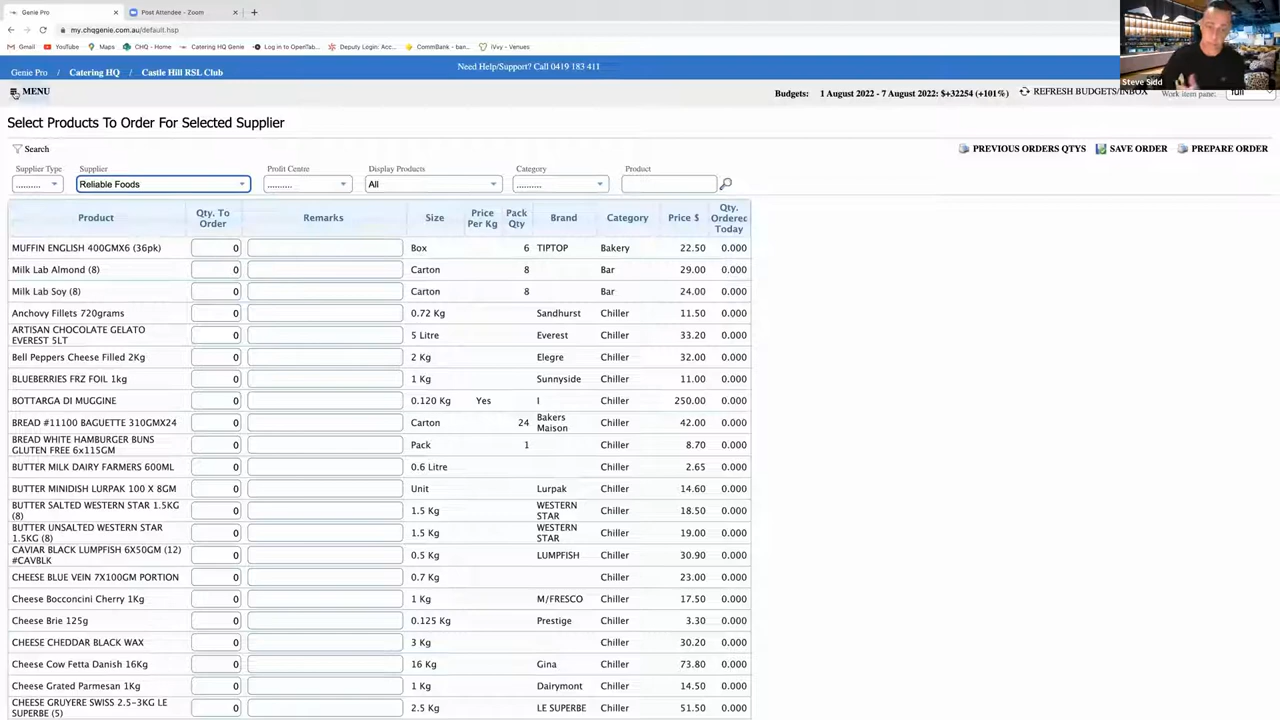 Genie Pro
Post Attendee - Zoom
my.chqgenie.com.au/default.hsp
Gmail YouTube Maps CHQ - Home Catering HQ Genie Log in to OpenTab... Deputy Login: Acc... CommBank - ban... iVvy - Venues
Genie Pro / Catering HQ / Castle Hill RSL Club
Need Help/Support? Call 0419 183 411
Steve Sidd
MENU
Budgets: 1 August 2022 - 7 August 2022: $+32254 (+101%) REFRESH BUDGETS/INBOX Work item pane: full
Select Products To Order For Selected Supplier
Search
PREVIOUS ORDERS QTYS SAVE ORDER PREPARE ORDER
Supplier Type Supplier Profit Centre Display Products Category Product
.......... Reliable Foods .......... All ..........
Product Qty. To Order Remarks Size Price Per Kg Pack Qty Brand Category Price $ Qty. Ordered Today
MUFFIN ENGLISH 400GMX6 (36pk) 0 Box 6 TIPTOP Bakery 22.50 0.000
Milk Lab Almond (8) 0 Carton 8 Bar 29.00 0.000
Milk Lab Soy (8) 0 Carton 8 Bar 24.00 0.000
Anchovy Fillets 720grams 0 0.72 Kg Sandhurst Chiller 11.50 0.000
ARTISAN CHOCOLATE GELATO EVEREST 5LT 0 5 Litre Everest Chiller 33.20 0.000
Bell Peppers Cheese Filled 2Kg 0 2 Kg Elegre Chiller 32.00 0.000
BLUEBERRIES FRZ FOIL 1kg 0 1 Kg Sunnyside Chiller 11.00 0.000
BOTTARGA DI MUGGINE 0 0.120 Kg Yes I Chiller 250.00 0.000
BREAD #11100 BAGUETTE 310GMX24 0 Carton 24 Bakers Maison Chiller 42.00 0.000
BREAD WHITE HAMBURGER BUNS GLUTEN FREE 6x115GM 0 Pack 1 Chiller 8.70 0.000
BUTTER MILK DAIRY FARMERS 600ML 0 0.6 Litre Chiller 2.65 0.000
BUTTER MINIDISH LURPAK 100 X 8GM 0 Unit Lurpak Chiller 14.60 0.000
BUTTER SALTED WESTERN STAR 1.5KG (8) 0 1.5 Kg WESTERN STAR Chiller 18.50 0.000
BUTTER UNSALTED WESTERN STAR 1.5KG (8) 0 1.5 Kg WESTERN STAR Chiller 19.00 0.000
CAVIAR BLACK LUMPFISH 6X50GM (12) #CAVBLK 0 0.5 Kg LUMPFISH Chiller 30.90 0.000
CHEESE BLUE VEIN 7X100GM PORTION 0 0.7 Kg Chiller 23.00 0.000
Cheese Bocconcini Cherry 1Kg 0 1 Kg M/FRESCO Chiller 17.50 0.000
Cheese Brie 125g 0 0.125 Kg Prestige Chiller 3.30 0.000
CHEESE CHEDDAR BLACK WAX 0 3 Kg Chiller 30.20 0.000
Cheese Cow Fetta Danish 16Kg 0 16 Kg Gina Chiller 73.80 0.000
Cheese Grated Parmesan 1Kg 0 1 Kg Dairymont Chiller 14.50 0.000
CHEESE GRUYERE SWISS 2.5-3KG LE SUPERBE (5) 0 2.5 Kg LE SUPERBE Chiller 51.50 0.000